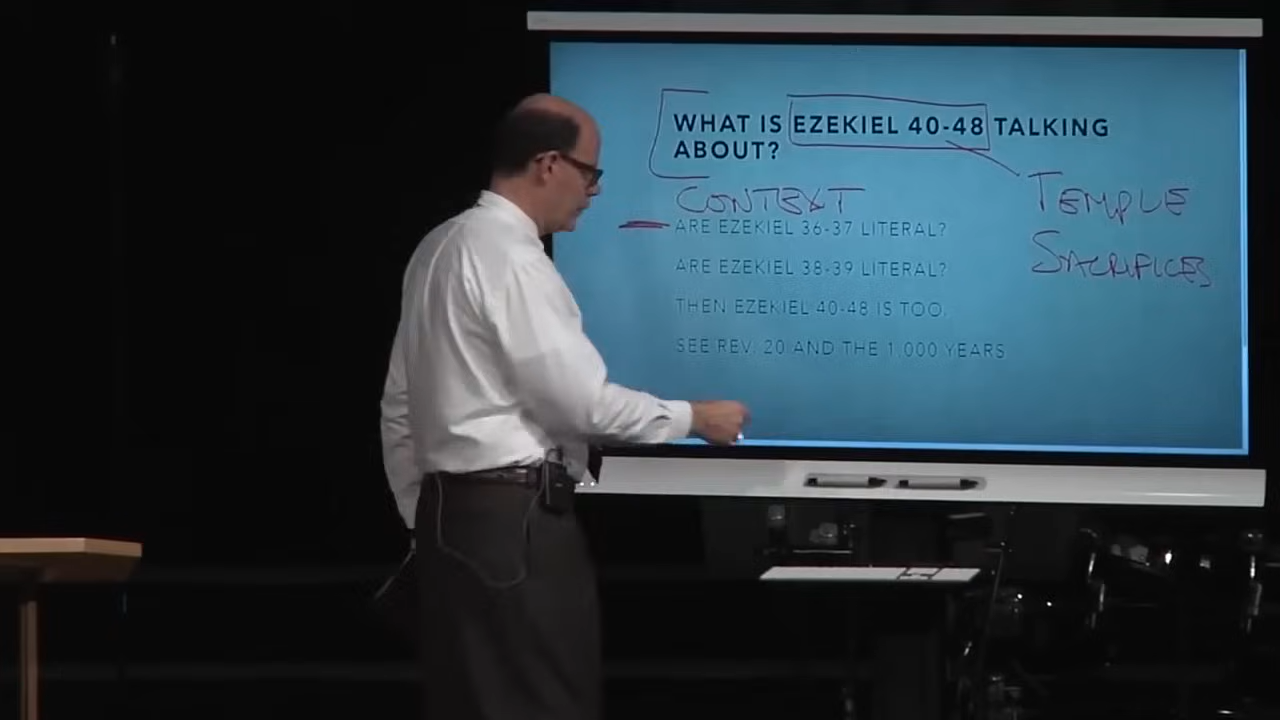 WHAT IS EZEKIEL 40-48 TALKING
ABOUT?
CONTEXT
TEMPLE
SACRIFICES
ARE EZEKIEL 36-37 LITERAL?
ARE EZEKIEL 38-39 LITERAL?
THEN EZEKIEL 40-48 IS TOO.
SEE REV. 20 AND THE 1,000 YEARS